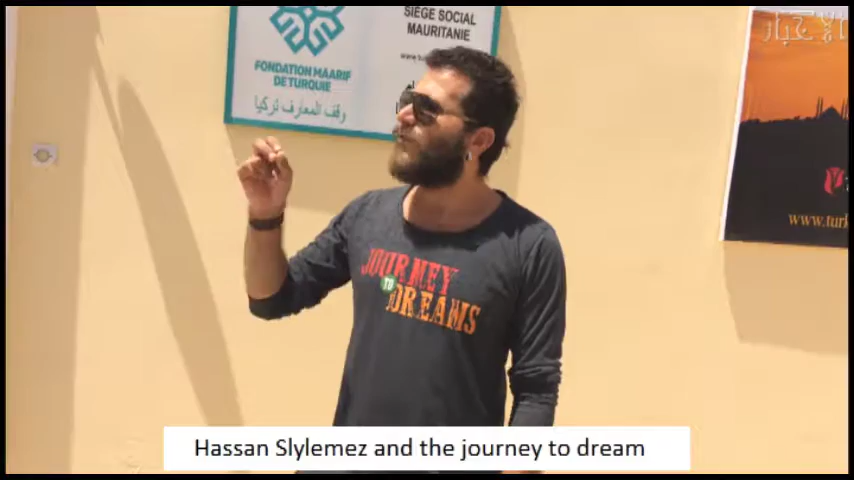 SIÈGE SOCIAL
MAURITANIE
FONDATION MAARIF
DE TURQUIE
وقف المعارف تركيا
الأخبار
JOURNEY
TO
DREAMS
Hassan Slylemez and the journey to dream